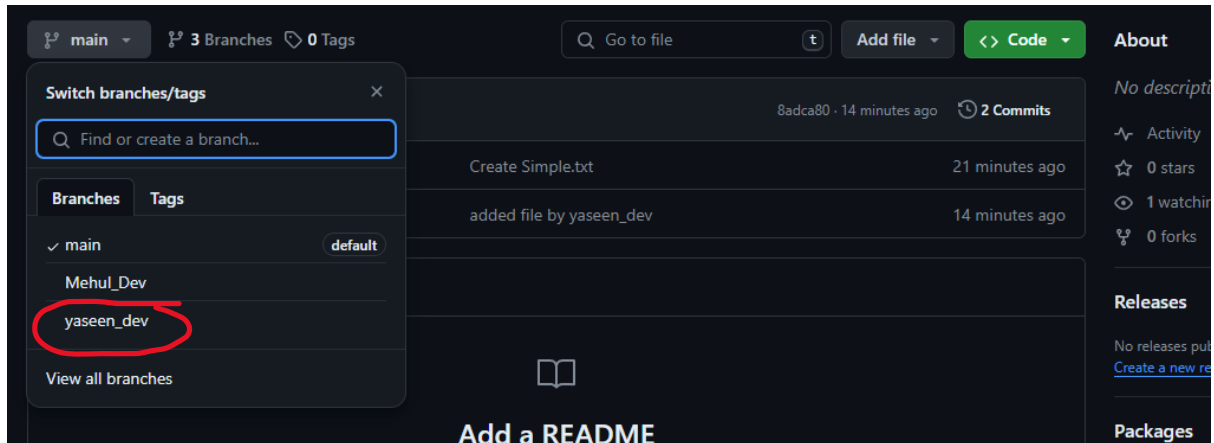 main
3 Branches
0 Tags
Go to file
t
Add file
Code
About
Switch branches/tags
Find or create a branch...
Branches
Tags
main
default
Mehul_Dev
yaseen_dev
View all branches
8adca80 · 14 minutes ago
2 Commits
Create Simple.txt
21 minutes ago
added file by yaseen_dev
14 minutes ago
Add a README
No descripti
Activity
0 stars
1 watchin
0 forks
Releases
No releases pub
Create a new re
Packages